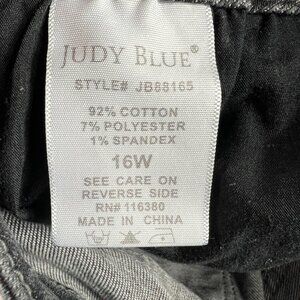 JUDY BLUE®
STYLE# JB88165
92% COTTON
7% POLYESTER
1% SPANDEX
16W
SEE CARE ON
REVERSE SIDE
RN# 116380
MADE IN CHINA